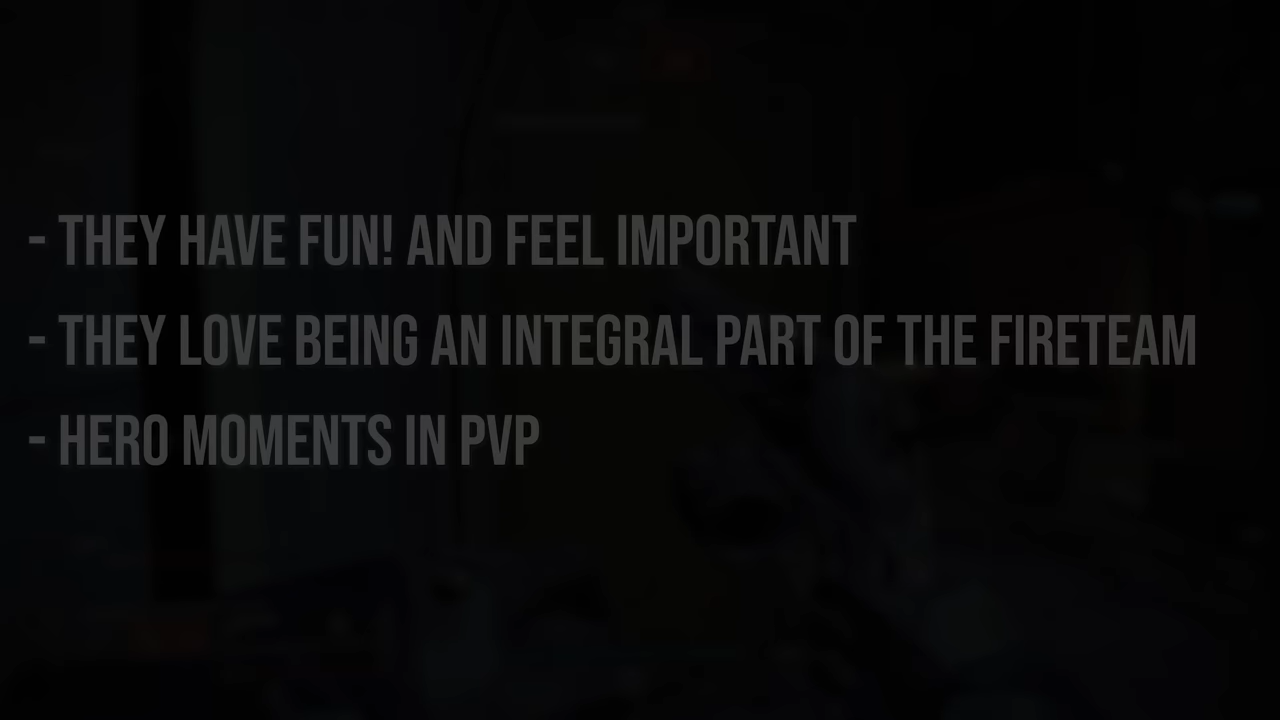 - THEY HAVE FUN! AND FEEL IMPORTANT
- THEY LOVE BEING AN INTEGRAL PART OF THE FIRETEAM
- HERO MOMENTS IN PVP